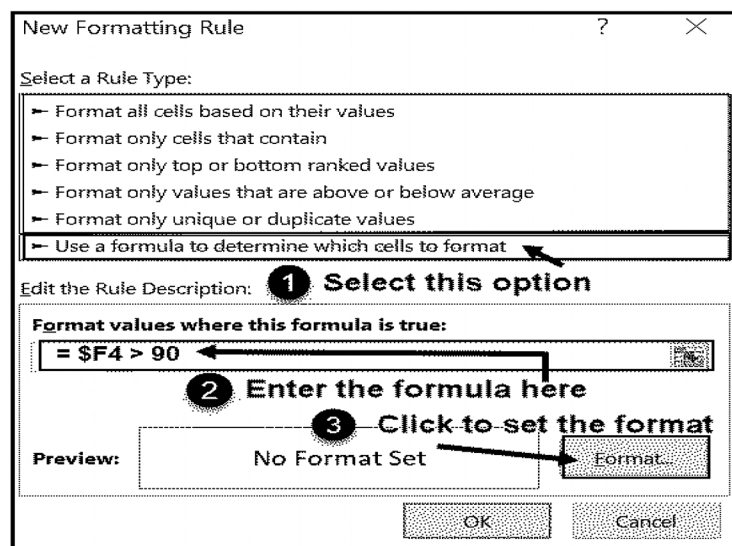 New Formatting Rule ? ×
Select a Rule Type:
► Format all cells based on their values
► Format only cells that contain
► Format only top or bottom ranked values
► Format only values that are above or below average
► Format only unique or duplicate values
► Use a formula to determine which cells to format
1 Select this option
Edit the Rule Description:
Format values where this formula is true:
= $F4 > 90
2 Enter the formula here
3 Click to set the format
Preview: No Format Set Format...
OK Cancel